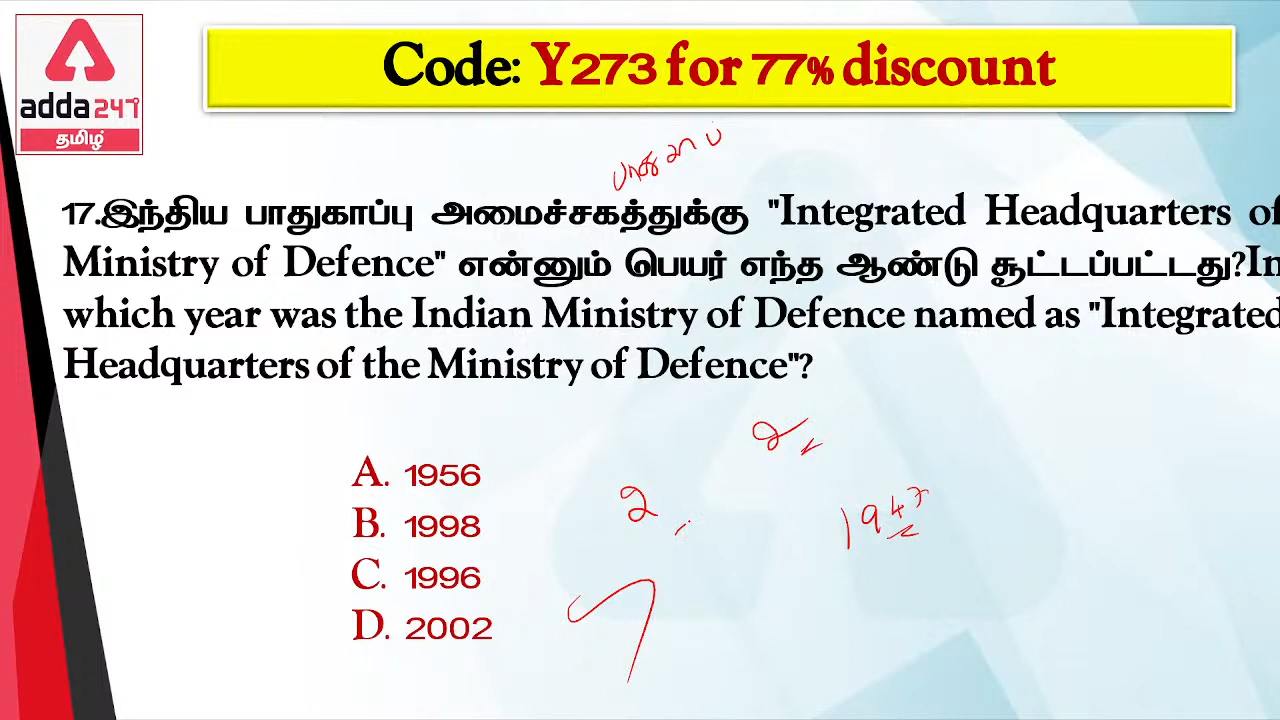 Code: Y273 for 77% discount
adda247
தமிழ்
17.இந்திய பாதுகாப்பு அமைச்சகத்துக்கு "Integrated Headquarters of
Ministry of Defence" என்னும் பெயர் எந்த ஆண்டு சூட்டப்பட்டது?In
which year was the Indian Ministry of Defence named as "Integrated
Headquarters of the Ministry of Defence"?
2
A. 1956
2
1947
B. 1998
C. 1996
D. 2002